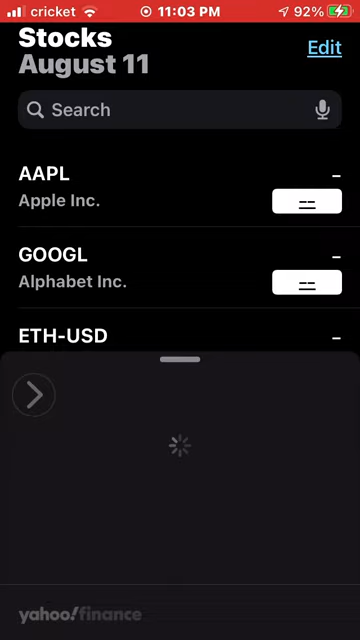 cricket 11:03 PM 92%
Stocks
August 11
Edit
Search
AAPL –
Apple Inc. --
GOOGL –
Alphabet Inc. --
ETH-USD –
yahoo!finance